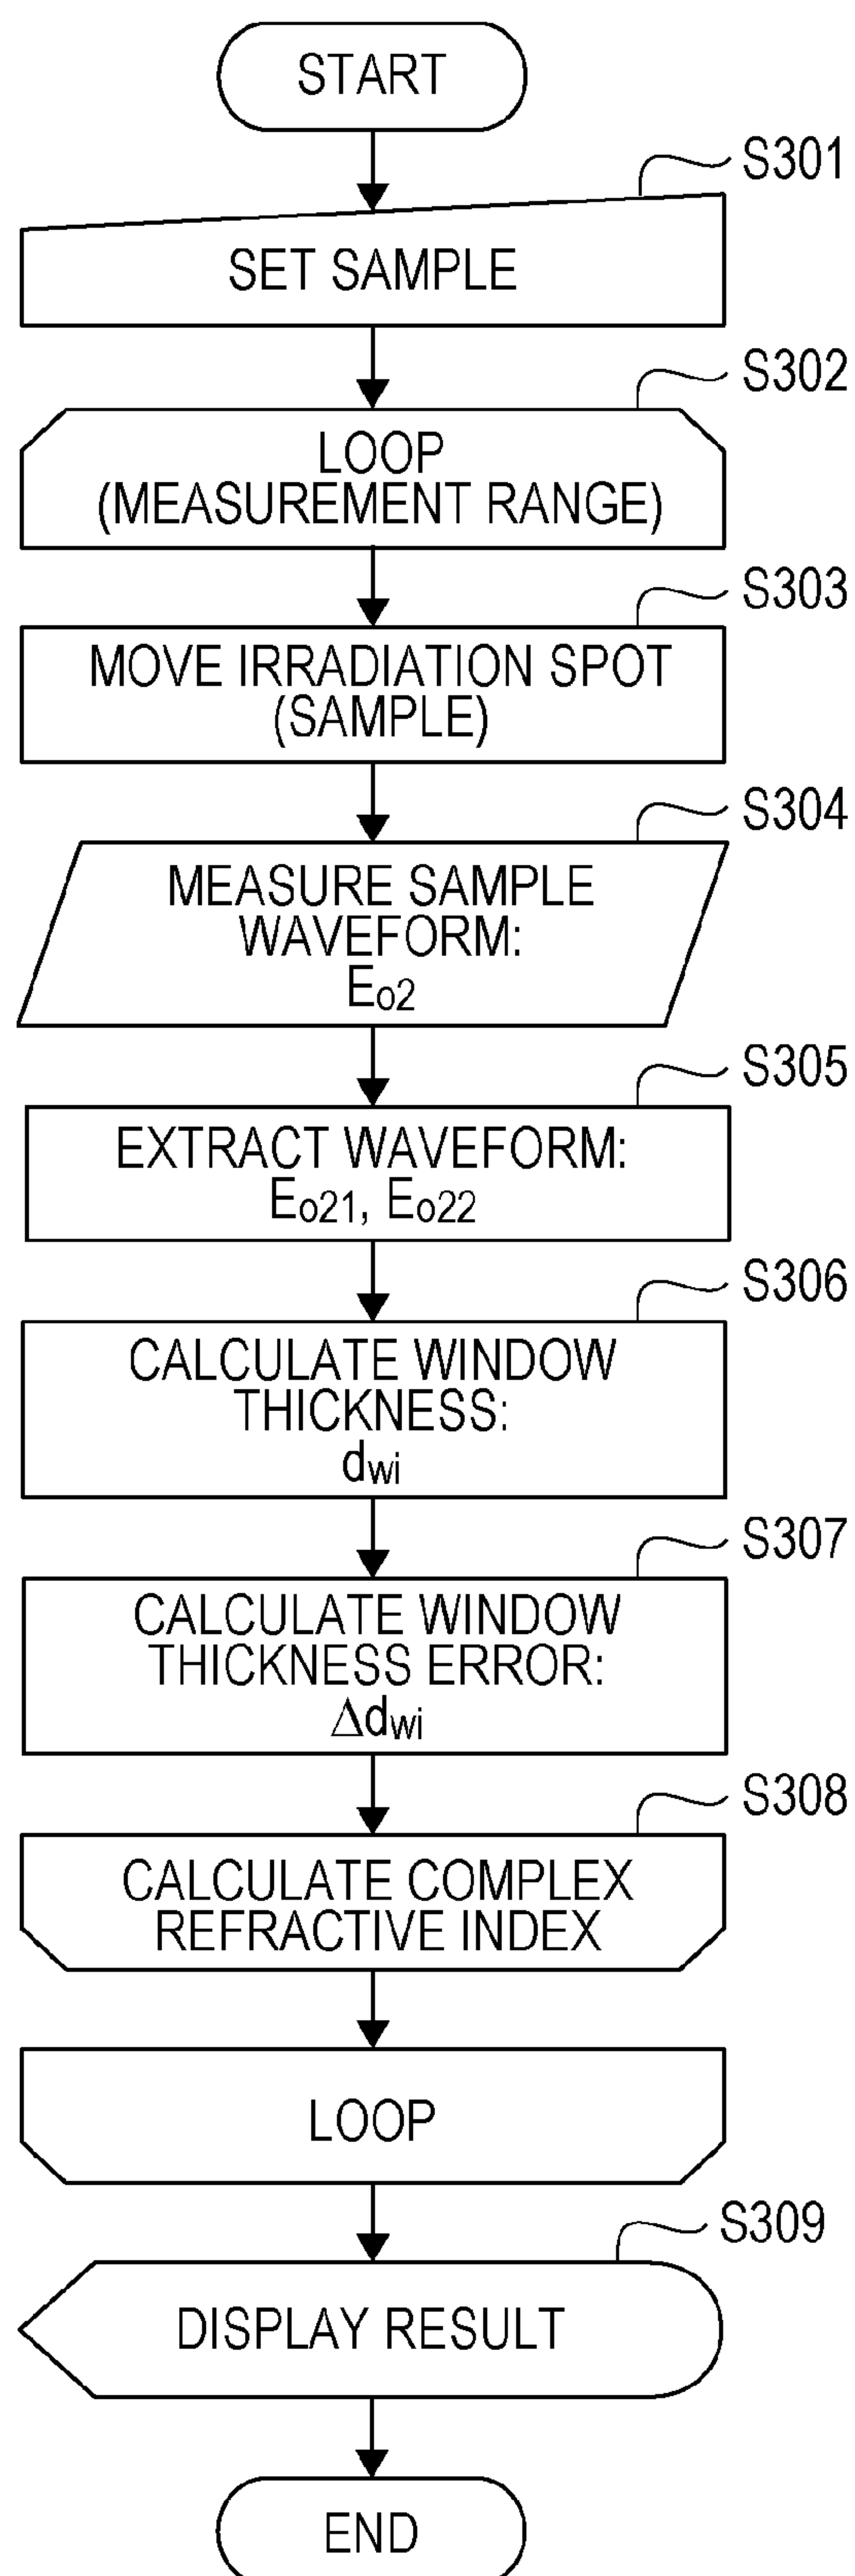 START
S301
SET SAMPLE
S302
LOOP
(MEASUREMENT RANGE)
S303
MOVE IRRADIATION SPOT
(SAMPLE)
S304
MEASURE SAMPLE
WAVEFORM:
Eo2
S305
EXTRACT WAVEFORM:
Eo21, Eo22
S306
CALCULATE WINDOW
THICKNESS:
dwi
S307
CALCULATE WINDOW
THICKNESS ERROR:
Δdwi
S308
CALCULATE COMPLEX
REFRACTIVE INDEX
LOOP
S309
DISPLAY RESULT
END